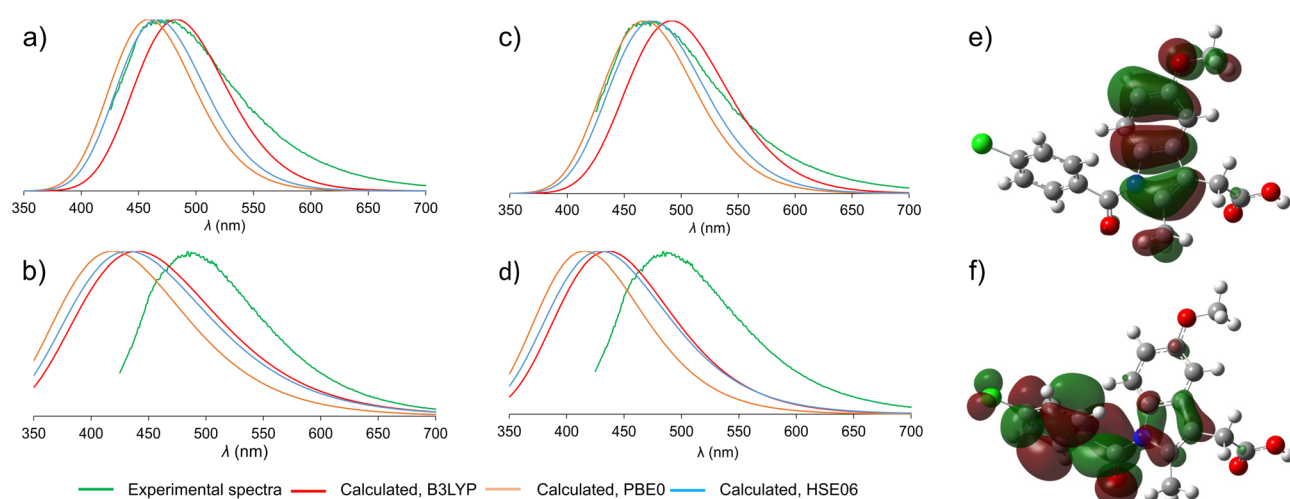 a)
350 400 450 500 550 600 650 700
λ (nm)
c)
350 400 450 500 550 600 650 700
λ (nm)
e)
b)
350 400 450 500 550 600 650 700
λ (nm)
d)
350 400 450 500 550 600 650 700
λ (nm)
f)
Experimental spectra Calculated, B3LYP Calculated, PBE0 Calculated, HSE06